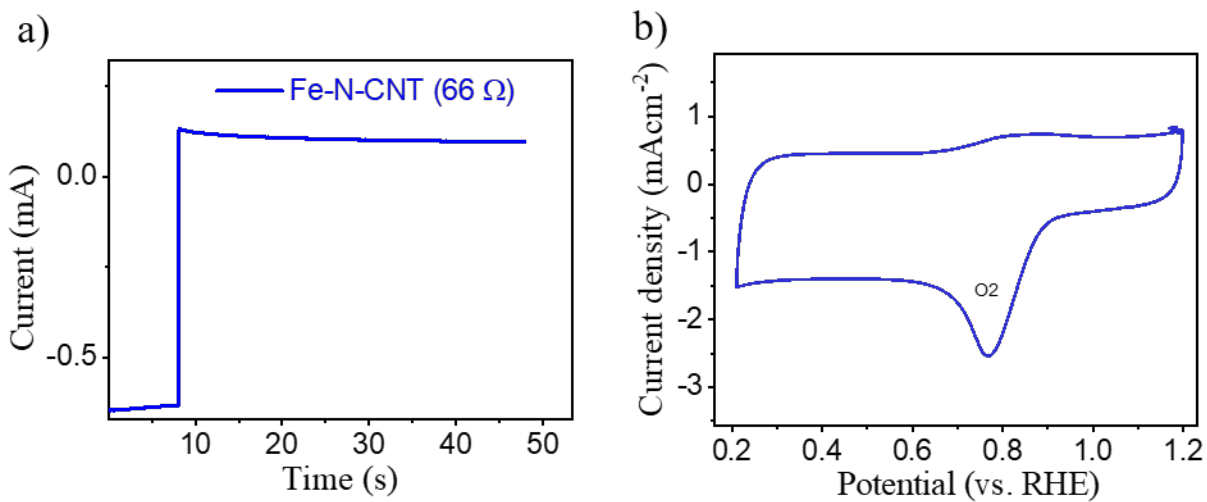 a)
Fe-N-CNT (66 Ω)
0.0
-0.5
Current (mA)
10 20 30 40 50
Time (s)
b)
1
0
-1
-2
-3
Current density (mAcm-2)
O2
0.2 0.4 0.6 0.8 1.0 1.2
Potential (vs. RHE)